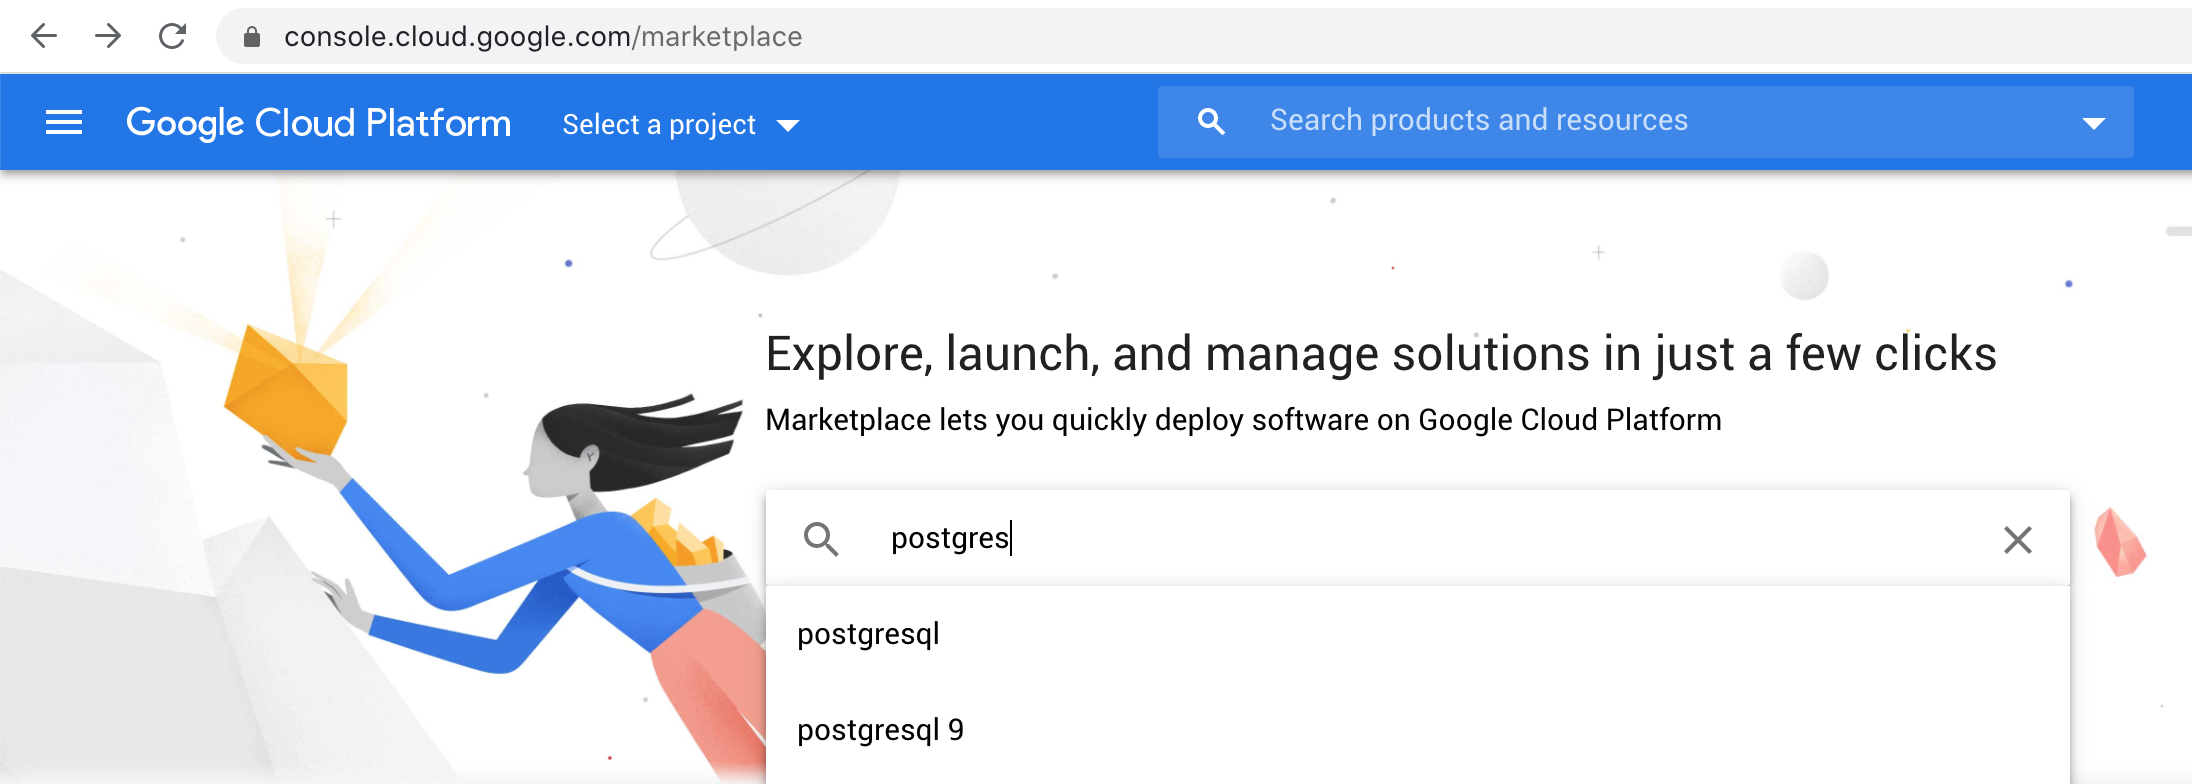 console.cloud.google.com/marketplace
Google Cloud Platform Select a project Search products and resources
Explore, launch, and manage solutions in just a few clicks
Marketplace lets you quickly deploy software on Google Cloud Platform
postgres
postgresql
postgresql 9